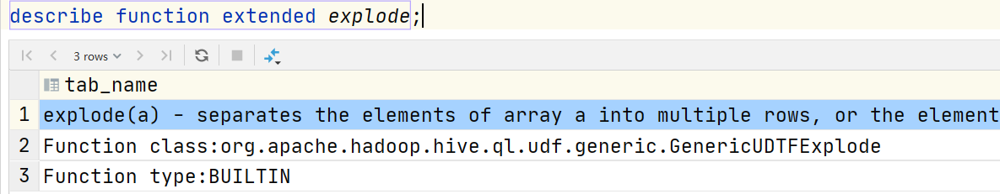 describe function extended explode;
3 rows
tab_name
1 explode(a) - separates the elements of array a into multiple rows, or the element
2 Function class:org.apache.hadoop.hive.ql.udf.generic.GenericUDTFExplode
3 Function type:BUILTIN